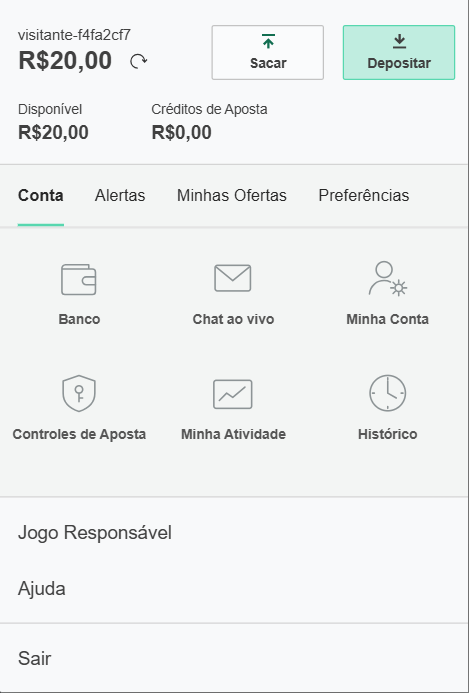 visitante-f4fa2cf7
R$20,00
Sacar
Depositar
Disponível
Créditos de Aposta
R$20,00
R$0,00
Conta
Alertas
Minhas Ofertas
Preferências
Banco
Chat ao vivo
Minha Conta
Controles de Aposta
Minha Atividade
Histórico
Jogo Responsável
Ajuda
Sair